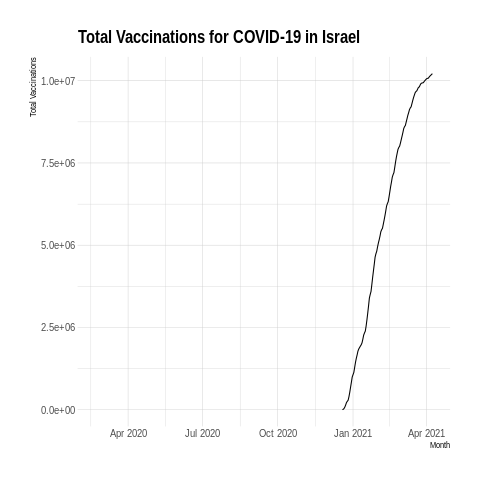 Total Vaccinations for COVID-19 in Israel
Total Vaccinations
1.0e+07
7.5e+06
5.0e+06
2.5e+06
0.0e+00
Apr 2020 Jul 2020 Oct 2020 Jan 2021 Apr 2021
Month